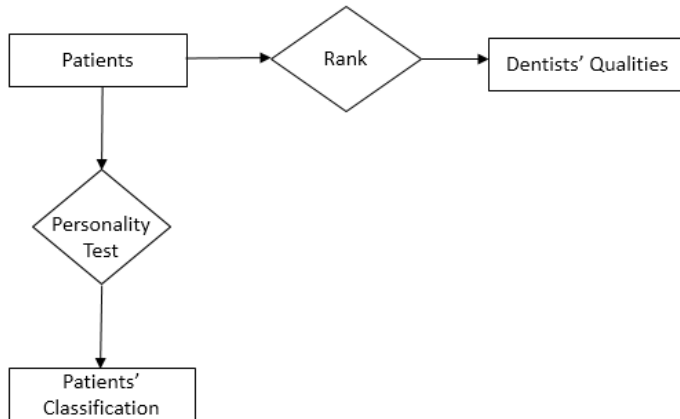 Patients
Rank
Dentists’ Qualities
Personality
Test
Patients’
Classification